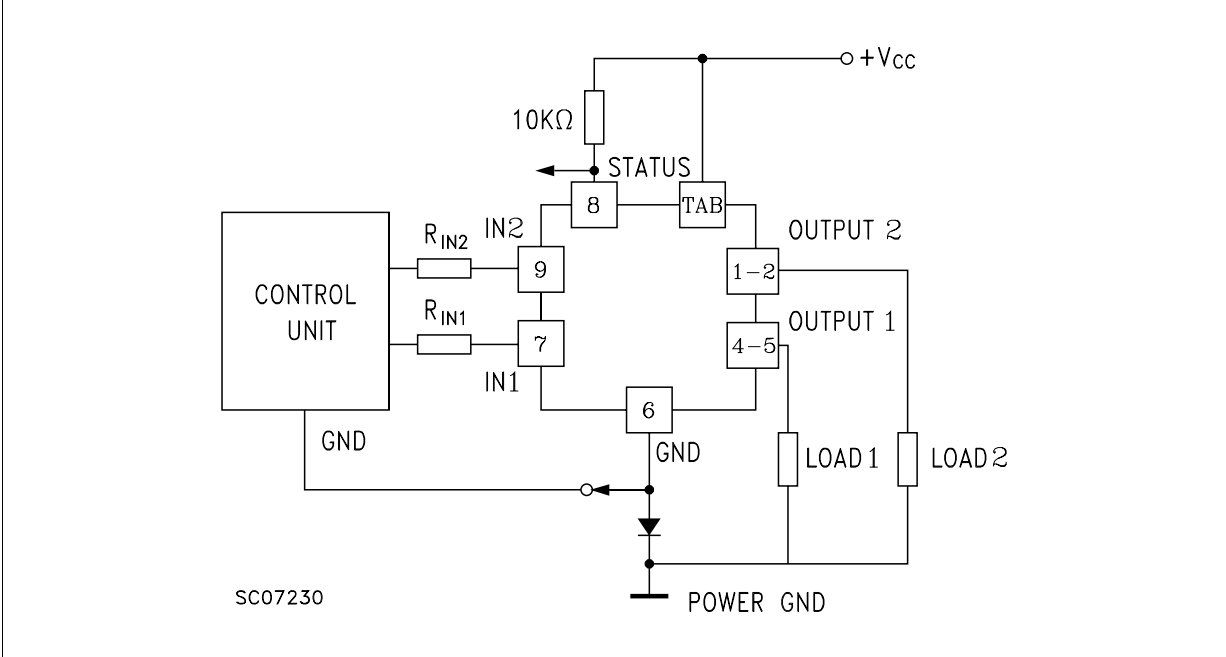 +VCC
10KΩ
STATUS
8
TAB
IN2
RIN2
OUTPUT 2
9
1-2
CONTROL
UNIT
RIN1
OUTPUT 1
7
4-5
IN1
6
GND
GND
LOAD 1
LOAD 2
SC07230
POWER GND